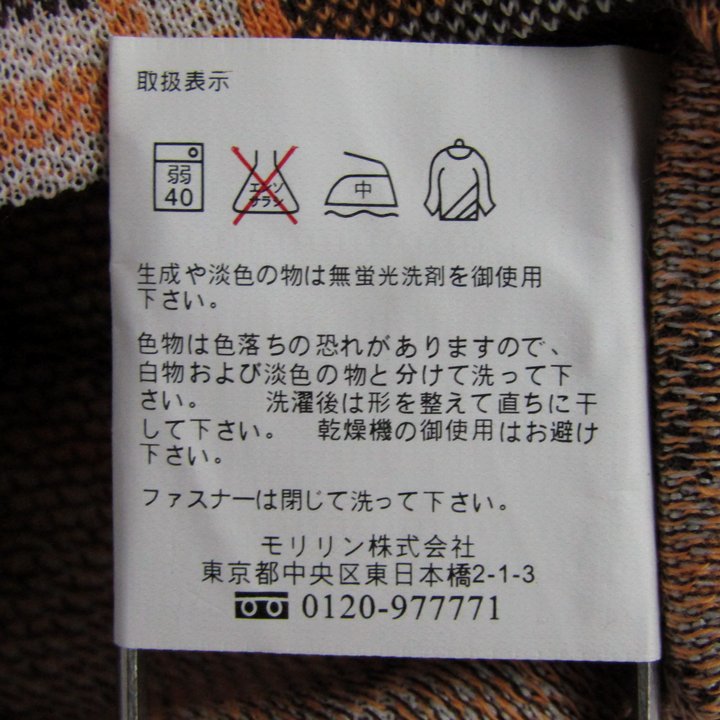 取扱表示
弱
40
エンソ
サラシ
中
生成や淡色の物は無蛍光洗剤を御使用
下さい。
色物は色落ちの恐れがありますので、
白物および淡色の物と分けて洗って下
さい。 洗濯後は形を整えて直ちに干
して下さい。 乾燥機の御使用はお避け
下さい。
ファスナーは閉じて洗って下さい。
モリリン株式会社
東京都中央区東日本橋2-1-3
0120-977771